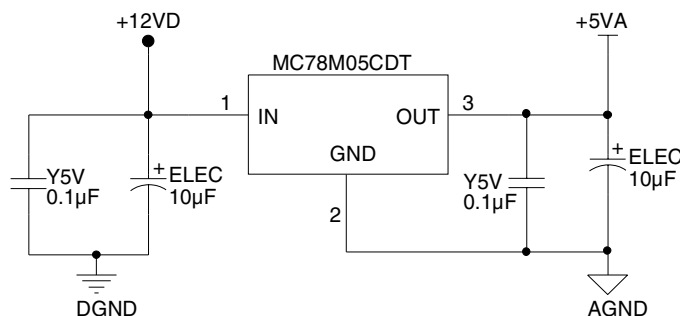 +12VD
+5VA
MC78M05CDT
1
IN
OUT
3
GND
2
+
Y5V
0.1µF
ELEC
10µF
Y5V
0.1µF
+
ELEC
10µF
DGND
AGND